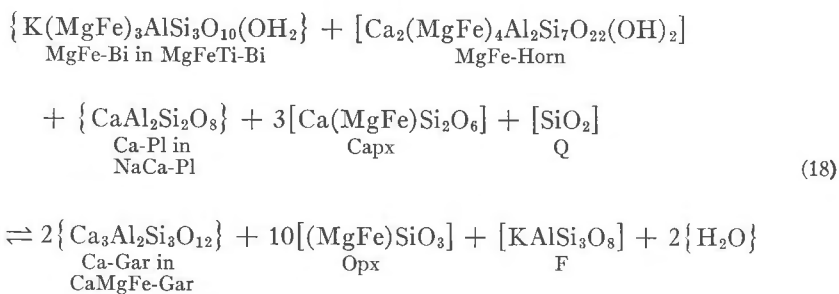 {K(MgFe)₃AlSi₃O₁₀(OH₂} + [Ca₂(MgFe)₄Al₂Si₇O₂₂(OH)₂]
MgFe-Bi in MgFeTi-Bi MgFe-Horn
+ {CaAl₂Si₂O₈} + 3[Ca(MgFe)Si₂O₆] + [SiO₂]
Ca-Pl in Capx Q
NaCa-Pl
(18)
⇌ 2{Ca₃Al₂Si₃O₁₂} + 10[(MgFe)SiO₃] + [KAlSi₃O₈] + 2{H₂O}
Ca-Gar in Opx F
CaMgFe-Gar